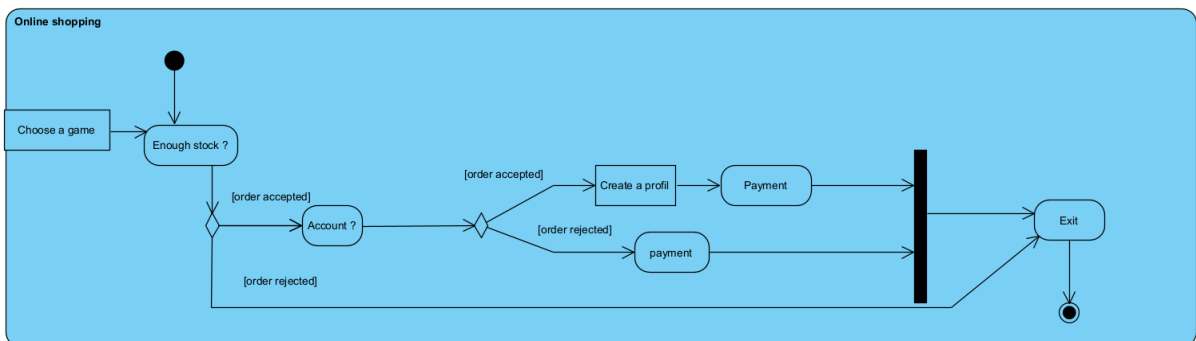 Online shopping
Choose a game
Enough stock ?
[order accepted]
Account ?
[order rejected]
[order accepted]
Create a profil
Payment
[order rejected]
payment
Exit